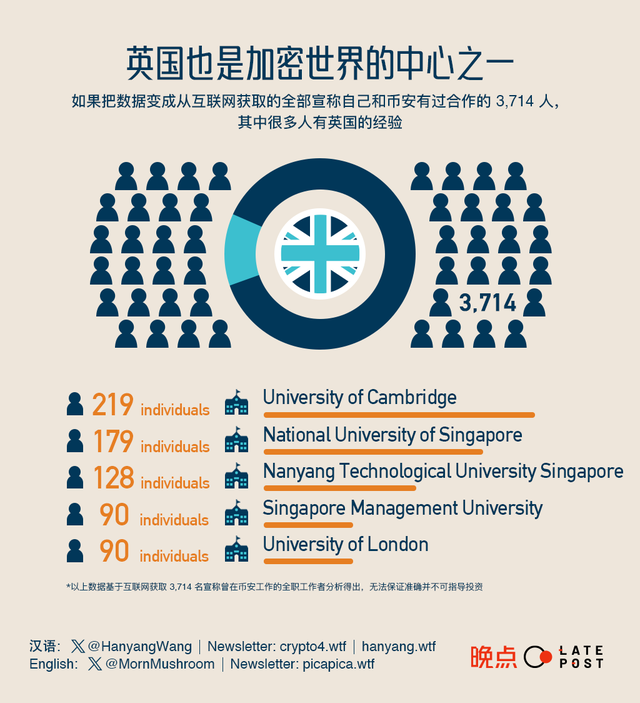 英国也是加密世界的中心之一
如果把数据变成从互联网获取的全部宣称自己和币安有过合作的 3,714 人，
其中很多人有英国的经验
3,714
219 individuals University of Cambridge
179 individuals National University of Singapore
128 individuals Nanyang Technological University Singapore
90 individuals Singapore Management University
90 individuals University of London
*以上数据基于互联网获取 3,714 名宣称曾在币安工作的全职工作者分析得出，无法保证准确并不可指导投资
汉语： X @HanyangWang | Newsletter: crypto4.wtf | hanyang.wtf
English: X @MornMushroom | Newsletter: picapica.wtf
晚点 LATE
POST